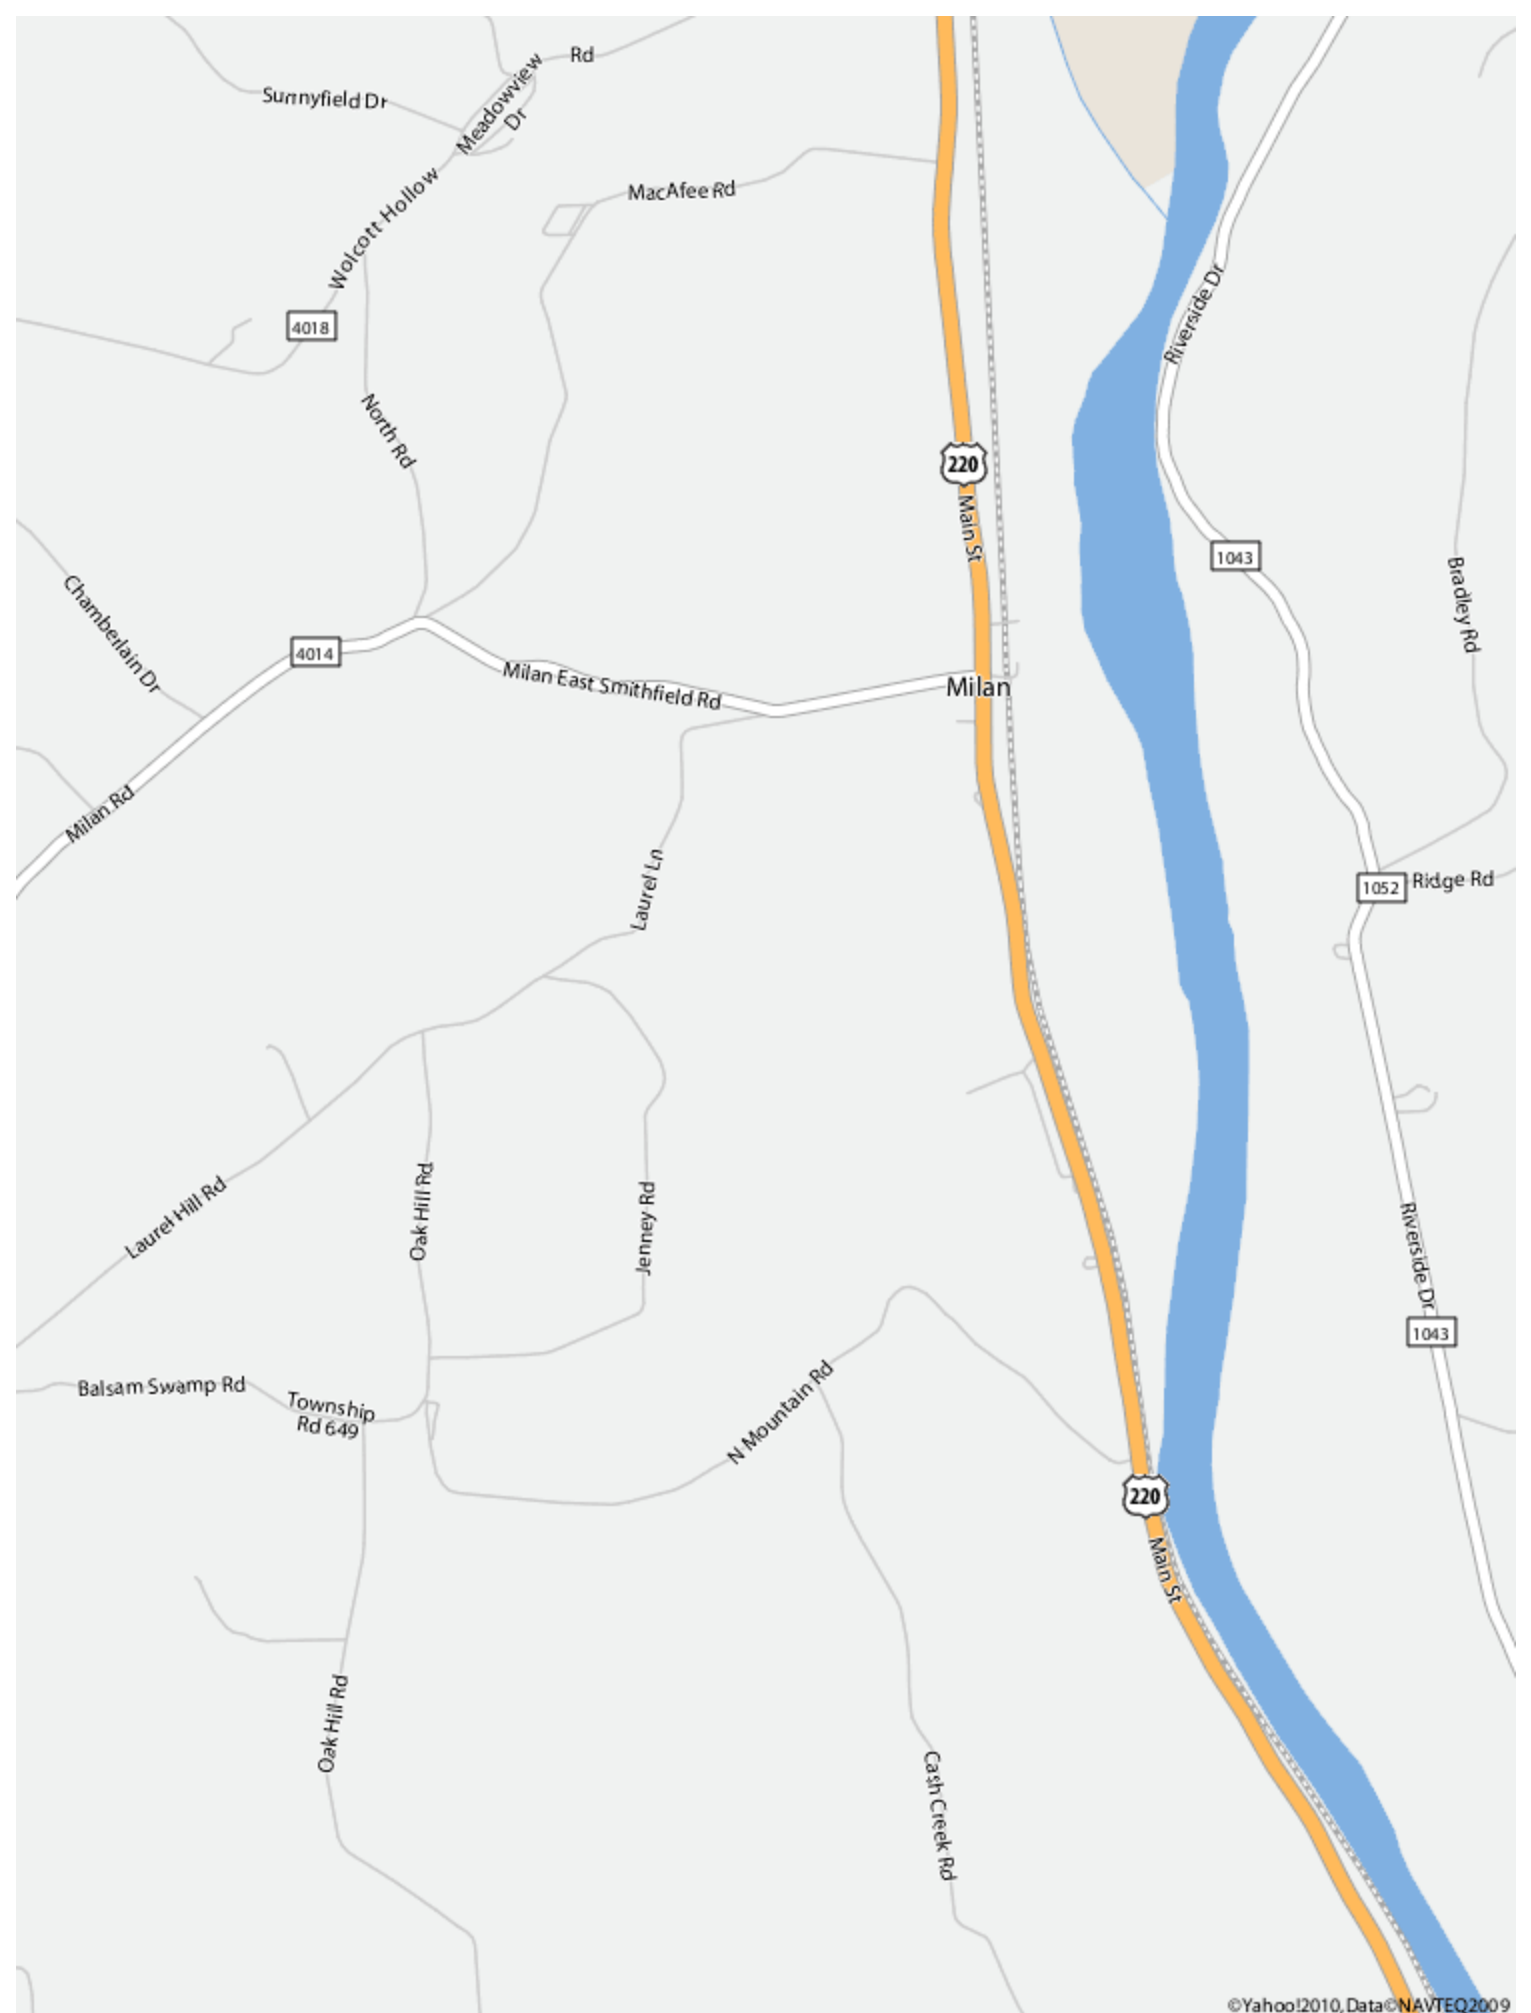 Rd
Meadowview
Dr
Sunnyfield Dr
MacAfee Rd
Wolcott Hollow
4018
Riverside Dr
North Rd
220
Main St
1043
Bradley Rd
Chamberlain Dr
4014
Milan East Smithfield Rd
Milan
Milan Rd
Laurel Ln
1052
Ridge Rd
Laurel Hill Rd
Oak Hill Rd
Jenney Rd
Riverside Dr
1043
Balsam Swamp Rd
Township
Rd 649
N Mountain Rd
220
Main St
Oak Hill Rd
Cash Creek Rd
©Yahoo!2010, Data©NAVTEQ2009